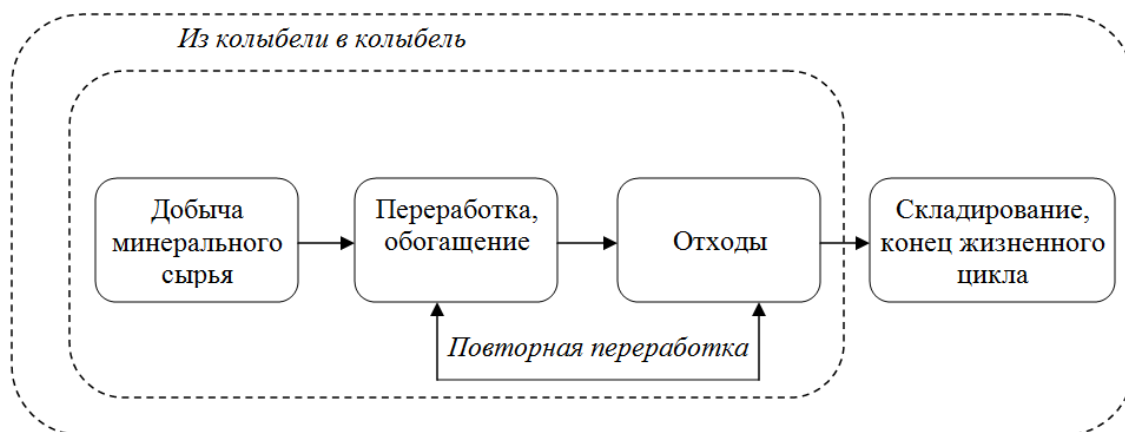 Из колыбели в колыбель
Добыча
минерального
сырья
Переработка,
обогащение
Отходы
Складирование,
конец жизненного
цикла
Повторная переработка